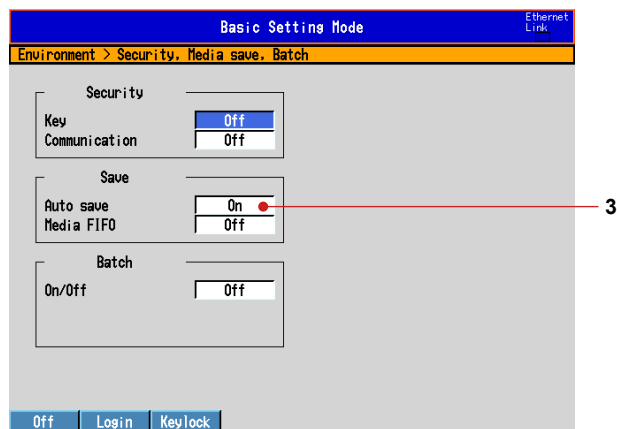 Basic Setting Mode
Ethernet
Link
Environment > Security, Media save, Batch
Security
Key Off
Communication Off
Save
Auto save On
3
Media FIFO Off
Batch
On/Off Off
Off Login Keylock